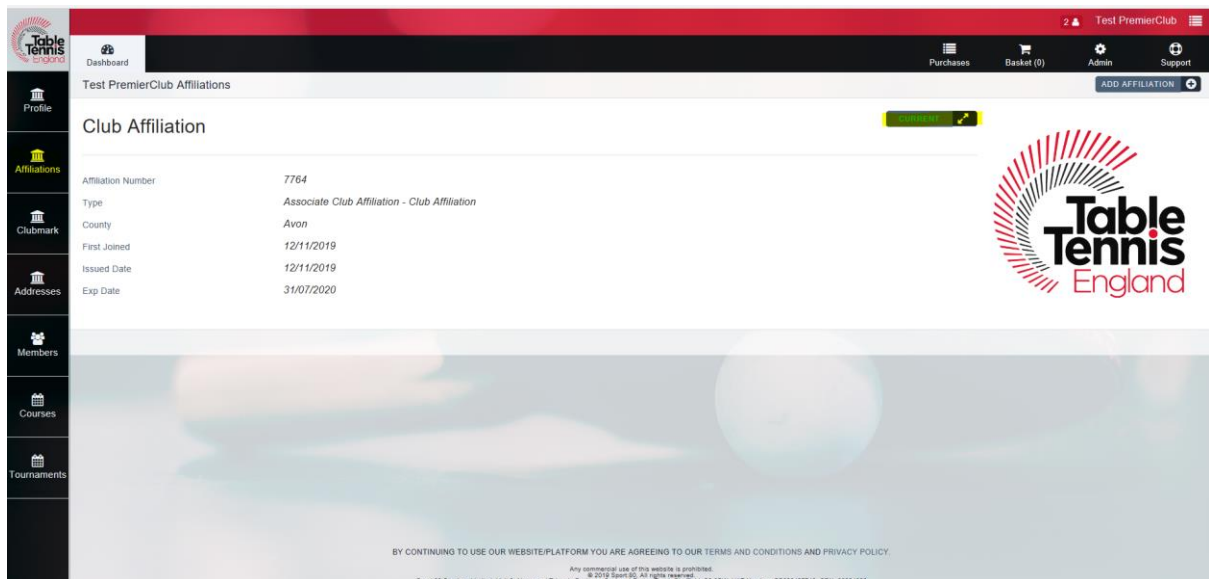 2 Test PremierClub
Table
Tennis
England
Dashboard
Purchases
Basket (0)
Admin
Support
Test PremierClub Affiliations
ADD AFFILIATION
Profile
Affiliations
Clubmark
Addresses
Members
Courses
Tournaments
Club Affiliation
CURRENT
Affiliation Number 7764
Type Associate Club Affiliation - Club Affiliation
County Avon
First Joined 12/11/2019
Issued Date 12/11/2019
Exp Date 31/07/2020
Table
Tennis
England
BY CONTINUING TO USE OUR WEBSITE/PLATFORM YOU ARE AGREEING TO OUR TERMS AND CONDITIONS AND PRIVACY POLICY.
Any commercial use of this website is prohibited.
© 2019 Sport 80. All rights reserved.